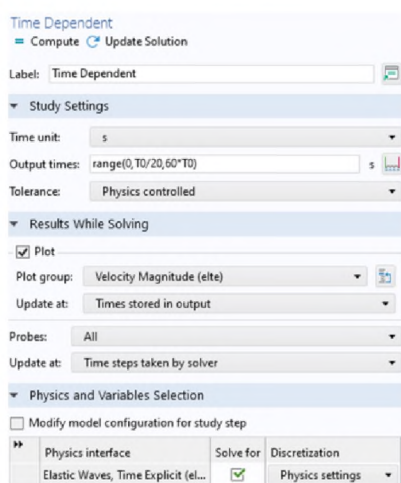 Time Dependent
= Compute Update Solution
Label: Time Dependent
Study Settings
Time unit: s
Output times: range(0,T0/20,60*T0) s
Tolerance: Physics controlled
Results While Solving
Plot
Plot group: Velocity Magnitude (elte)
Update at: Times stored in output
Probes: All
Update at: Time steps taken by solver
Physics and Variables Selection
Modify model configuration for study step
Physics interface Solve for Discretization
Elastic Waves, Time Explicit (el... Physics settings